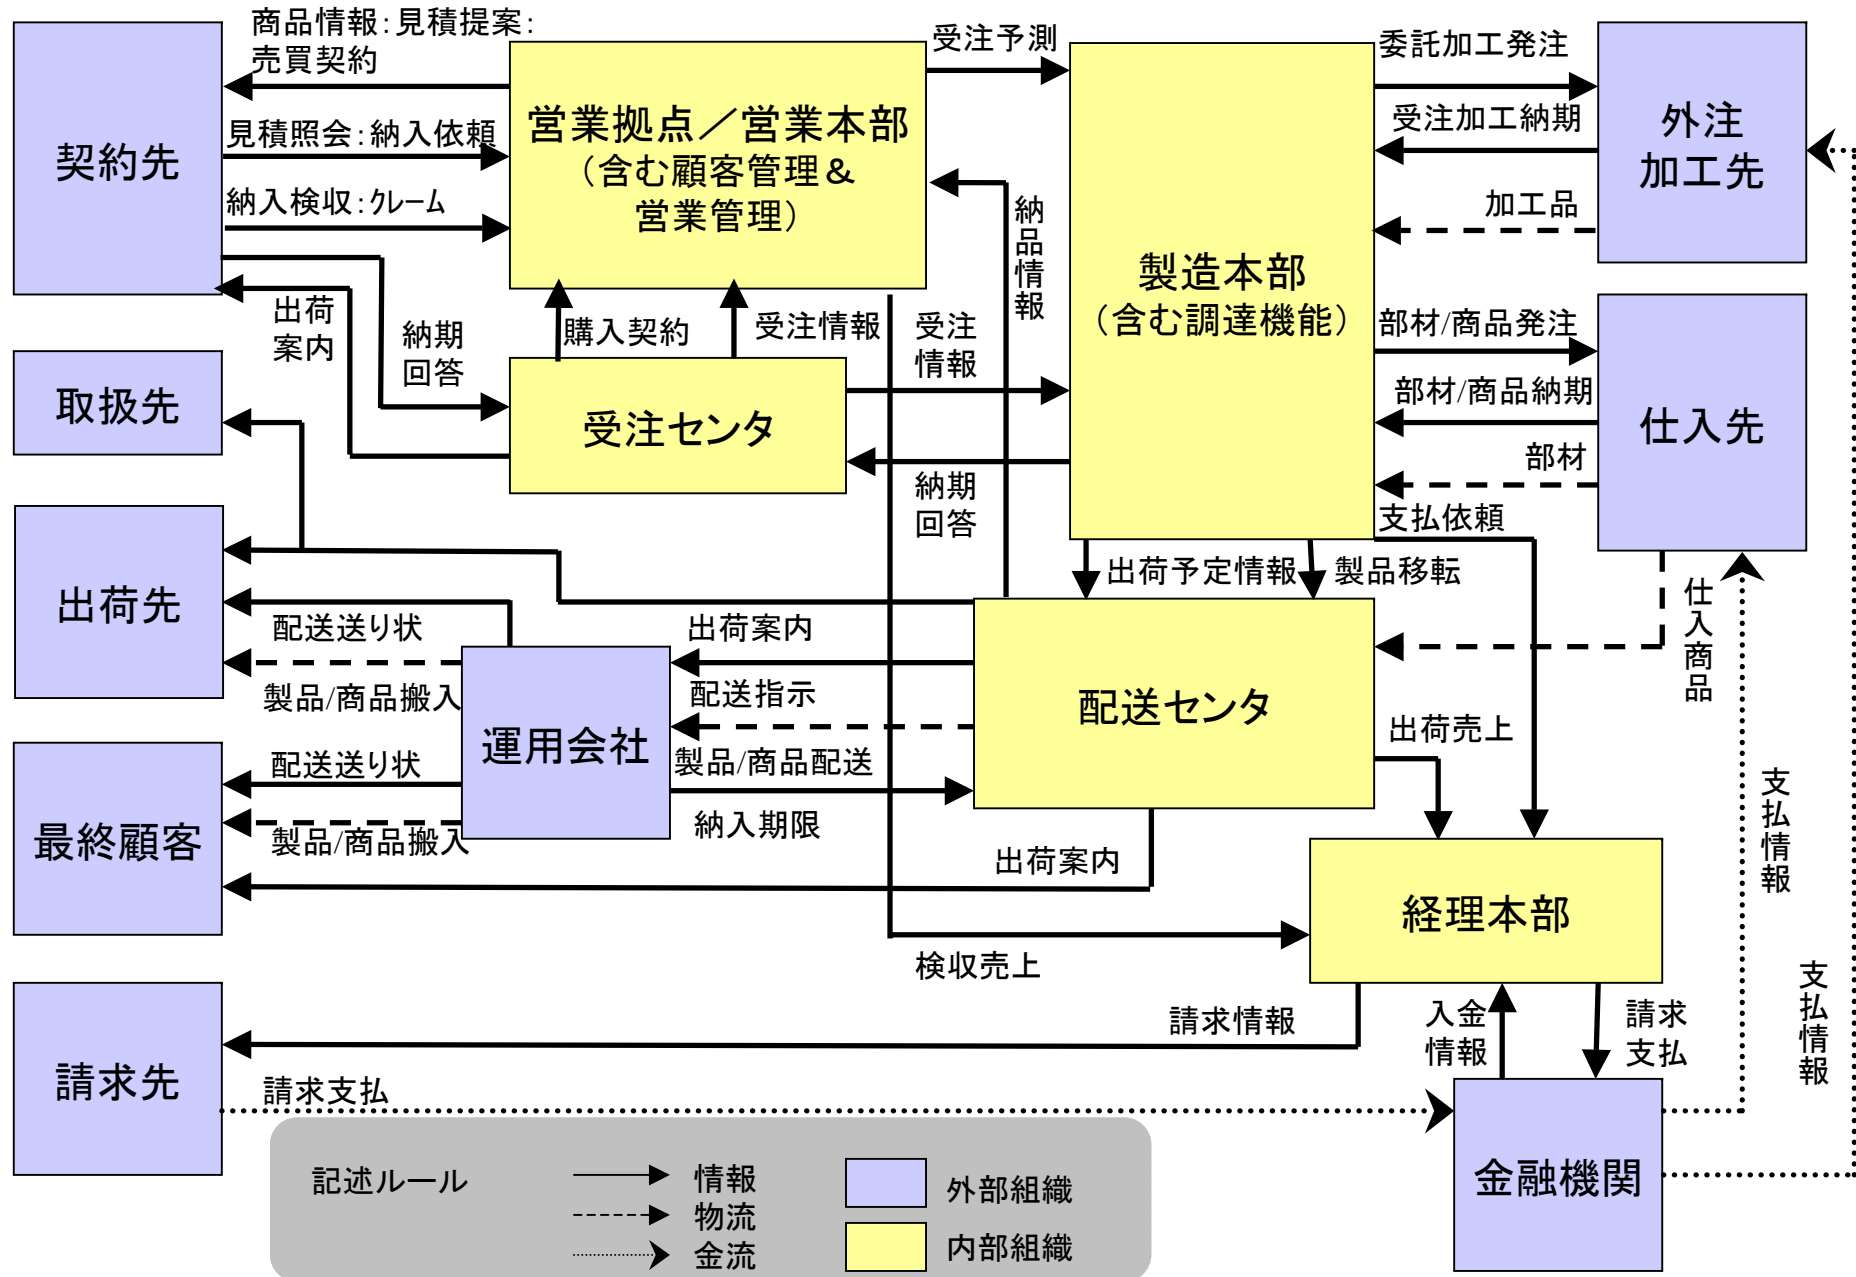 商品情報：見積提案：
売買契約
受注予測
委託加工発注
契約先
見積照会：納入依頼
納入検収：ｸﾚｰﾑ
営業拠点／営業本部
（含む顧客管理＆
営業管理）
納品情報
製造本部
（含む調達機能）
受注加工納期
加工品
外注
加工先
出荷
案内
納期
回答
購入契約
受注情報
受注
情報
部材/商品発注
部材/商品納期
部材
仕入先
取扱先
受注センタ
納期
回答
支払依頼
出荷予定情報
製品移転
仕入商品
出荷先
配送送り状
製品/商品搬入
出荷案内
配送指示
製品/商品配送
納入期限
運用会社
配送センタ
出荷売上
支払情報
最終顧客
配送送り状
製品/商品搬入
出荷案内
経理本部
検収売上
請求情報
入金
情報
請求
支払
支払情報
請求先
請求支払
金融機関
記述ルール
情報
物流
金流
外部組織
内部組織